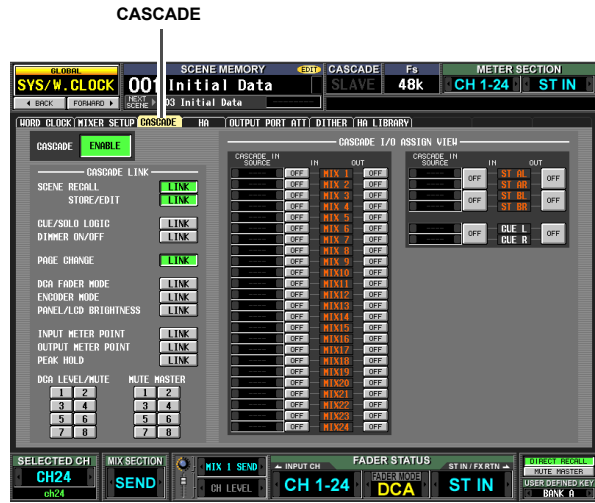 CASCADE
GLOBAL
SYS/W.CLOCK
BACK FORWARD
SCENE MEMORY EDIT
001 Initial Data
NEXT SCENE 03 Initial Data
CASCADE
SLAVE
Fs
48k
METER SECTION
CH 1-24 ST IN
WORD CLOCK MIXER SETUP CASCADE HA OUTPUT PORT ATT DITHER HA LIBRARY
CASCADE ENABLE
CASCADE LINK
SCENE RECALL LINK
STORE/EDIT LINK
CUE/SOLO LOGIC LINK
DIMMER ON/OFF LINK
PAGE CHANGE LINK
DCA FADER MODE LINK
ENCODER MODE LINK
PANEL/LCD BRIGHTNESS LINK
INPUT METER POINT LINK
OUTPUT METER POINT LINK
PEAK HOLD LINK
DCA LEVEL/MUTE MUTE MASTER
1 2 1 2
3 4 3 4
5 6 5 6
7 8 7 8
CASCADE I/O ASSIGN VIEW
CASCADE IN SOURCE IN OUT
OFF MIX 1 OFF
OFF MIX 2 OFF
OFF MIX 3 OFF
OFF MIX 4 OFF
OFF MIX 5 OFF
OFF MIX 6 OFF
OFF MIX 7 OFF
OFF MIX 8 OFF
OFF MIX 9 OFF
OFF MIX10 OFF
OFF MIX11 OFF
OFF MIX12 OFF
OFF MIX13 OFF
OFF MIX14 OFF
OFF MIX15 OFF
OFF MIX16 OFF
OFF MIX17 OFF
OFF MIX18 OFF
OFF MIX19 OFF
OFF MIX20 OFF
OFF MIX21 OFF
OFF MIX22 OFF
OFF MIX23 OFF
OFF MIX24 OFF
CASCADE IN SOURCE IN OUT
OFF ST AL OFF
ST AR
OFF ST BL OFF
ST BR
OFF CUE L OFF
CUE R
SELECTED CH
CH24
ch24
MIX SECTION
SEND
MIX 1 SEND
CH LEVEL
FADER STATUS
INPUT CH
CH 1-24
FADER MODE
DCA
ST IN / FX RTN
ST IN
DIRECT RECALL
MUTE MASTER
USER DEFINED KEY
BANK A